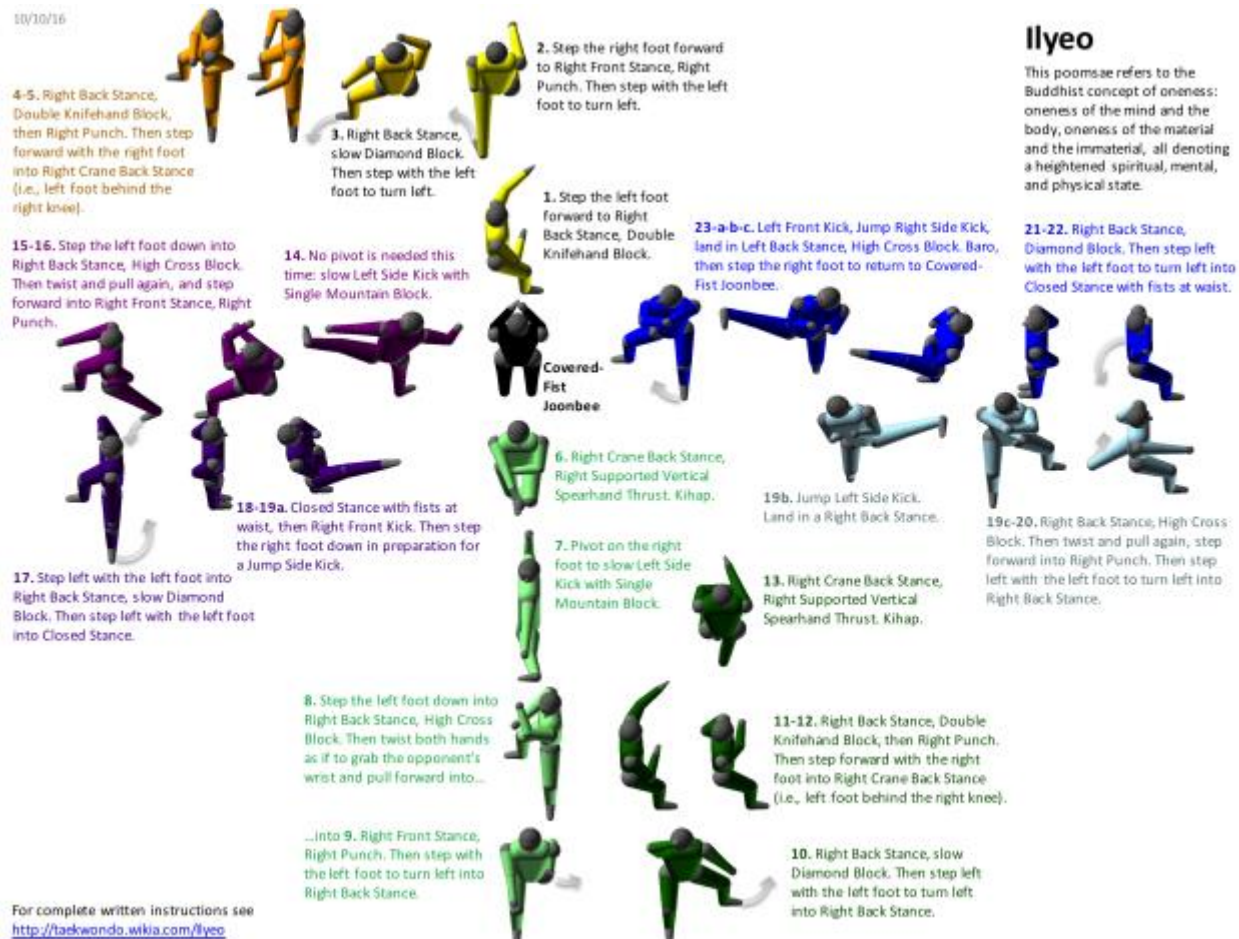 10/10/16
Ilyeo
This poomsae refers to the
Buddhist concept of oneness:
oneness of the mind and the
body, oneness of the material
and the immaterial, all denoting
a heightened spiritual, mental,
and physical state.
2. Step the right foot forward
to Right Front Stance, Right
Punch. Then step with the left
foot to turn left.
4-5. Right Back Stance,
Double Knifehand Block,
then Right Punch. Then step
forward with the right foot
into Right Crane Back Stance
(i.e., left foot behind the
right knee).
3. Right Back Stance,
slow Diamond Block.
Then step with the left
foot to turn left.
1. Step the left foot
forward to Right
Back Stance, Double
Knifehand Block.
23-a-b-c. Left Front Kick, Jump Right Side Kick,
land in Left Back Stance, High Cross Block. Baro,
then step the right foot to return to Covered-
Fist Joonbee.
21-22. Right Back Stance,
Diamond Block. Then step left
with the left foot to turn left into
Closed Stance with fists at waist.
15-16. Step the left foot down into
Right Back Stance, High Cross Block.
Then twist and pull again, and step
forward into Right Front Stance, Right
Punch.
14. No pivot is needed this
time: slow Left Side Kick with
Single Mountain Block.
Covered-
Fist
Joonbee
6. Right Crane Back Stance,
Right Supported Vertical
Spearhand Thrust. Kihap.
19b. Jump Left Side Kick.
Land in a Right Back Stance.
19c-20. Right Back Stance, High Cross
Block. Then twist and pull again, step
forward into Right Punch. Then step
left with the left foot to turn left into
Right Back Stance.
18-19a. Closed Stance with fists at
waist, then Right Front Kick. Then step
the right foot down in preparation for
a Jump Side Kick.
17. Step left with the left foot into
Right Back Stance, slow Diamond
Block. Then step left with the left foot
into Closed Stance.
7. Pivot on the right
foot to slow Left Side
Kick with Single
Mountain Block.
13. Right Crane Back Stance,
Right Supported Vertical
Spearhand Thrust. Kihap.
8. Step the left foot down into
Right Back Stance, High Cross
Block. Then twist both hands
as if to grab the opponent's
wrist and pull forward into...
11-12. Right Back Stance, Double
Knifehand Block, then Right Punch.
Then step forward with the right
foot into Right Crane Back Stance
(i.e., left foot behind the right knee).
...into 9. Right Front Stance,
Right Punch. Then step with
the left foot to turn left into
Right Back Stance.
10. Right Back Stance, slow
Diamond Block. Then step left
with the left foot to turn left
into Right Back Stance.
For complete written instructions see
http://taekwondo.wikia.com/Ilyeo